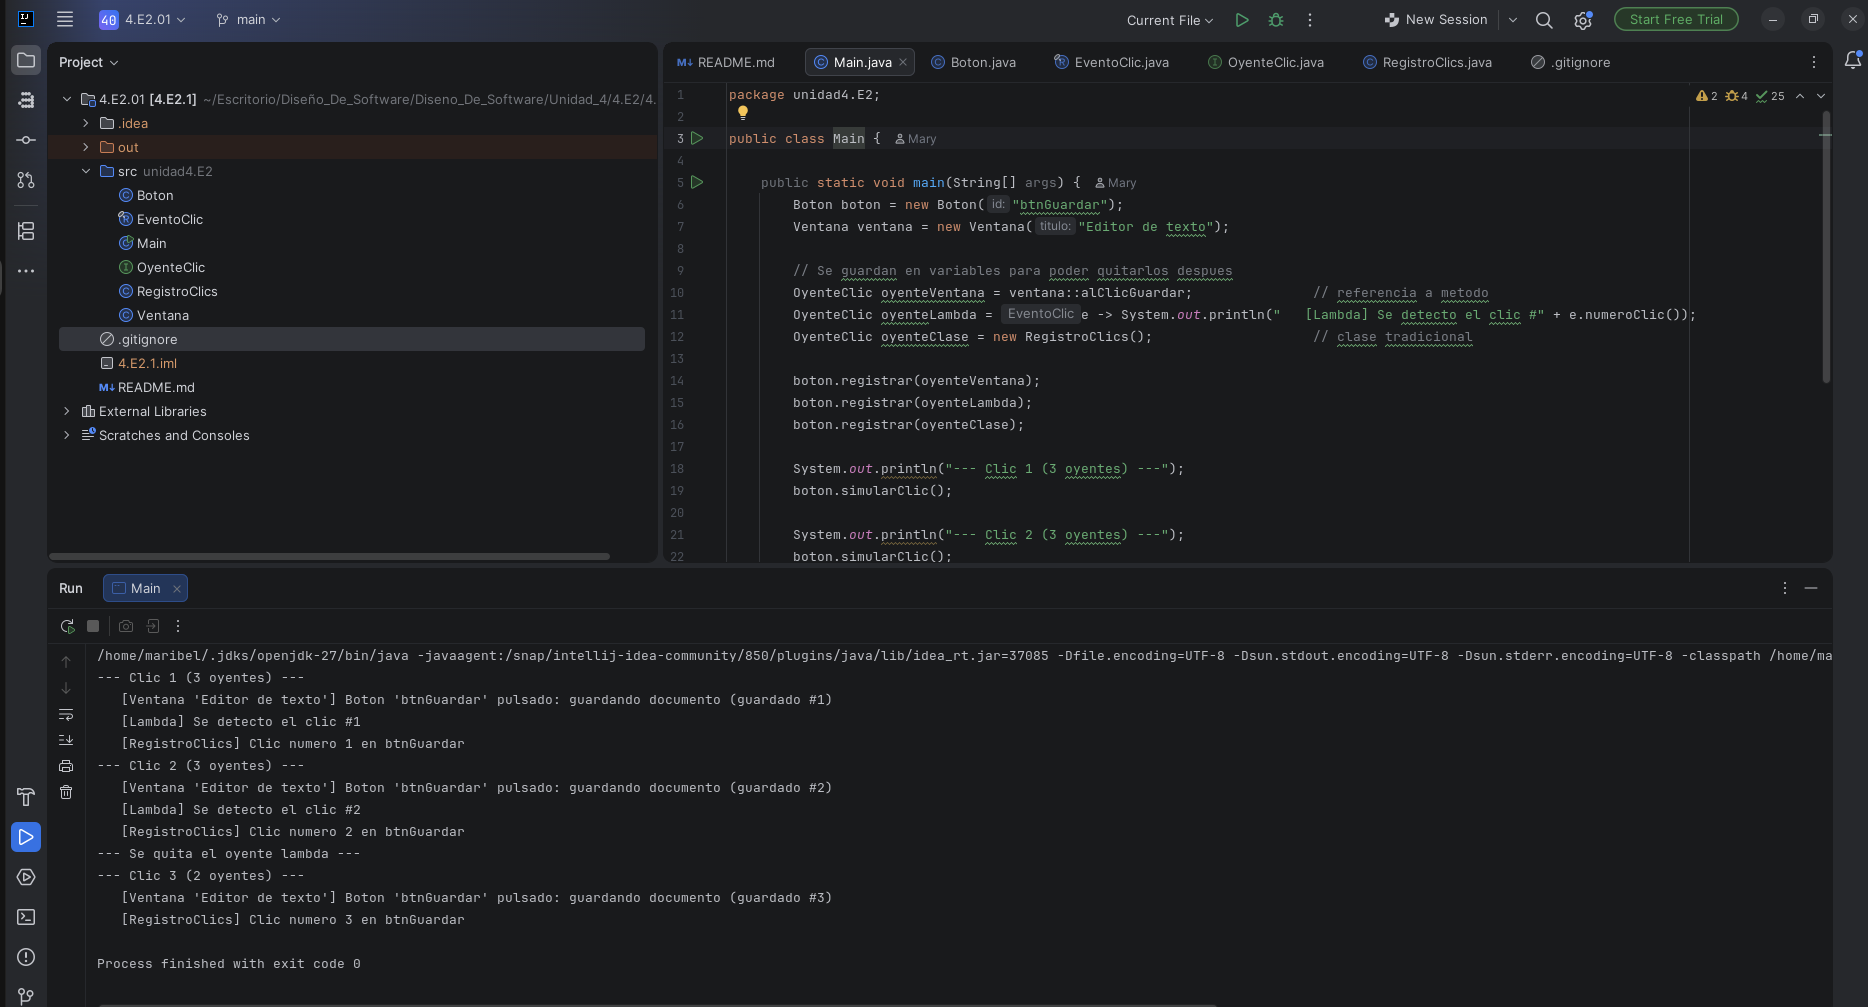 40 4.E2.01 main Current File New Session Start Free Trial
Project
4.E2.01 [4.E2.1] ~/Escritorio/Diseño_De_Software/Diseno_De_Software/Unidad_4/4.E2/4.
.idea
out
src unidad4.E2
Boton
EventoClic
Main
OyenteClic
RegistroClics
Ventana
.gitignore
4.E2.1.iml
README.md
External Libraries
Scratches and Consoles
README.md Main.java Boton.java EventoClic.java OyenteClic.java RegistroClics.java .gitignore
2 4 25
1 package unidad4.E2;
2
3 public class Main { Mary
4
5 public static void main(String[] args) { Mary
6 Boton boton = new Boton( id: "btnGuardar");
7 Ventana ventana = new Ventana( titulo: "Editor de texto");
8
9 // Se guardan en variables para poder quitarlos despues
10 OyenteClic oyenteVentana = ventana::alClicGuardar; // referencia a metodo
11 OyenteClic oyenteLambda = EventoClic e -> System.out.println("   [Lambda] Se detecto el clic #" + e.numeroClic());
12 OyenteClic oyenteClase = new RegistroClics(); // clase tradicional
13
14 boton.registrar(oyenteVentana);
15 boton.registrar(oyenteLambda);
16 boton.registrar(oyenteClase);
17
18 System.out.println("--- Clic 1 (3 oyentes) ---");
19 boton.simularClic();
20
21 System.out.println("--- Clic 2 (3 oyentes) ---");
22 boton.simularClic();
Run Main
/home/maribel/.jdks/openjdk-27/bin/java -javaagent:/snap/intellij-idea-community/850/plugins/java/lib/idea_rt.jar=37085 -Dfile.encoding=UTF-8 -Dsun.stdout.encoding=UTF-8 -Dsun.stderr.encoding=UTF-8 -classpath /home/ma
--- Clic 1 (3 oyentes) ---
[Ventana 'Editor de texto'] Boton 'btnGuardar' pulsado: guardando documento (guardado #1)
[Lambda] Se detecto el clic #1
[RegistroClics] Clic numero 1 en btnGuardar
--- Clic 2 (3 oyentes) ---
[Ventana 'Editor de texto'] Boton 'btnGuardar' pulsado: guardando documento (guardado #2)
[Lambda] Se detecto el clic #2
[RegistroClics] Clic numero 2 en btnGuardar
--- Se quita el oyente lambda ---
--- Clic 3 (2 oyentes) ---
[Ventana 'Editor de texto'] Boton 'btnGuardar' pulsado: guardando documento (guardado #3)
[RegistroClics] Clic numero 3 en btnGuardar
Process finished with exit code 0